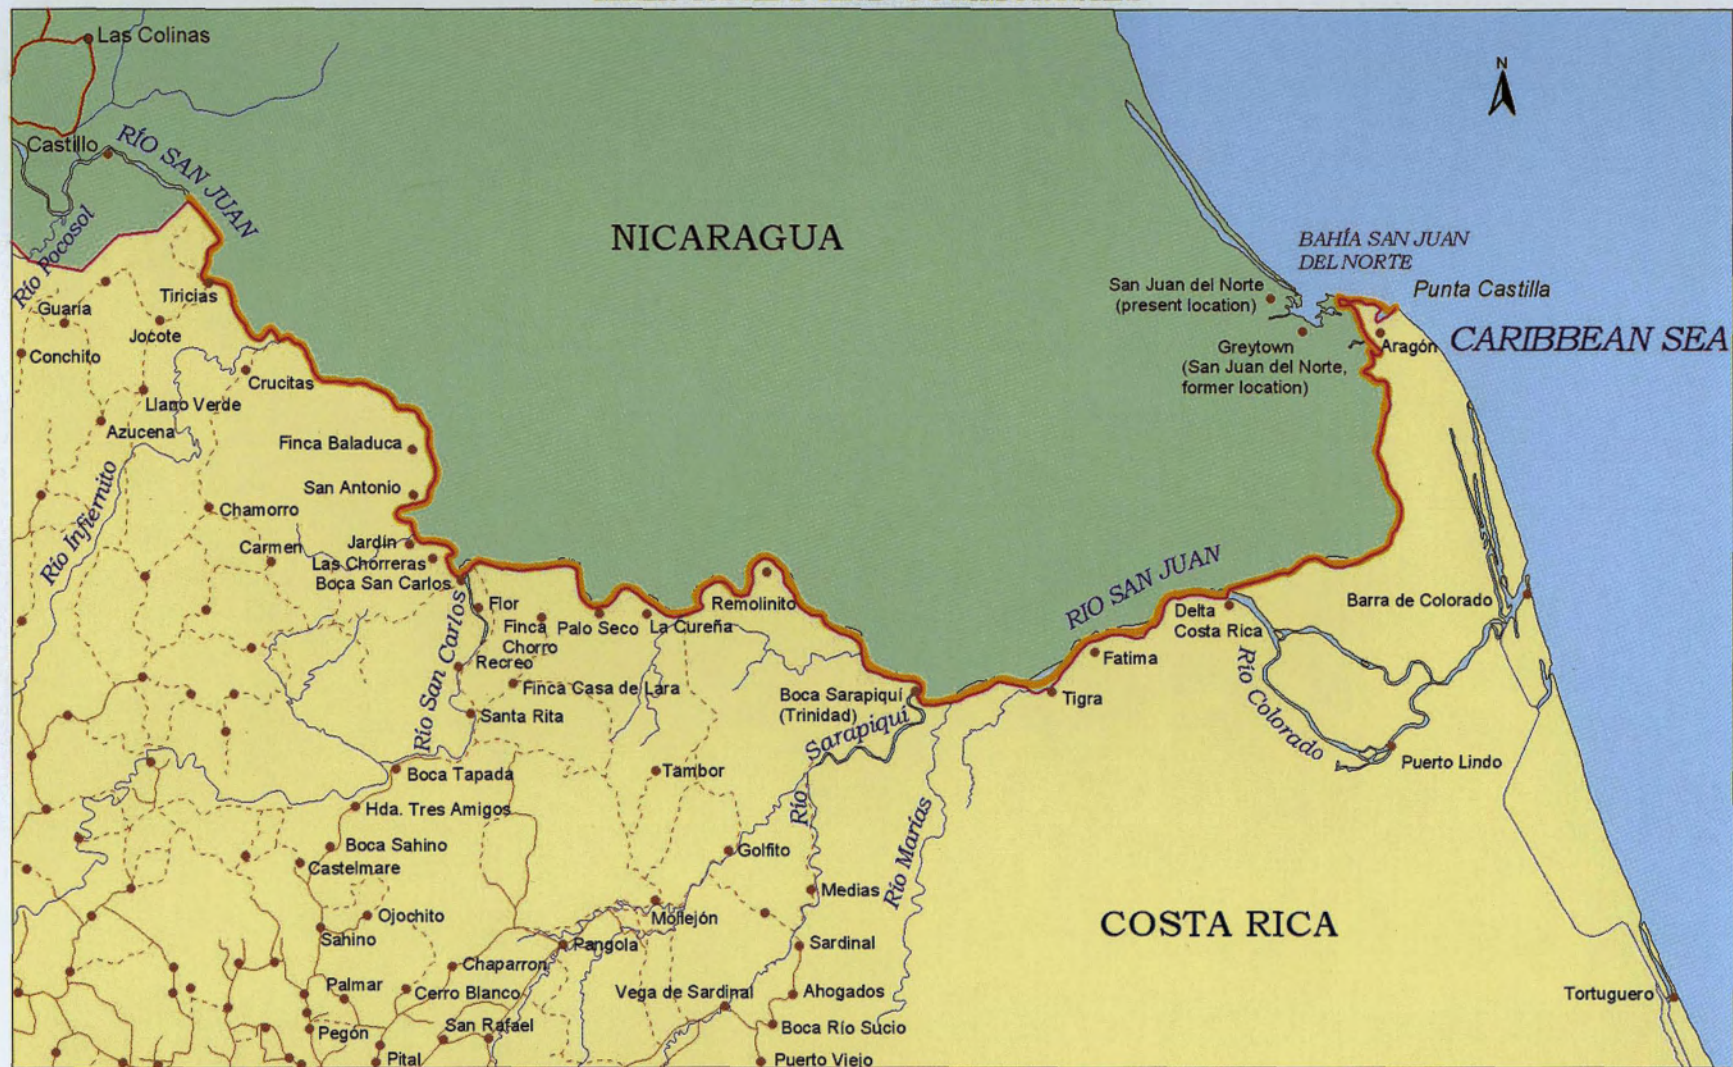 Las Colinas
N
Castillo
RÍO SAN JUAN
NICARAGUA
Río Pocosol
BAHÍA SAN JUAN
DEL NORTE
San Juan del Norte
(present location)
Punta Castilla
Tiricias
Guaria
Jocote
CARIBBEAN SEA
Greytown
(San Juan del Norte,
former location)
Aragón
Conchito
Crucitas
Llano Verde
Azucena
Finca Baladuca
San Antonio
Río Infiernito
Chamorro
Carmen
Jardín
Las Chorreras
Boca San Carlos
RIO SAN JUAN
Flor
Finca
Chorro
Palo Seco
La Cureña
Remolinito
Delta
Costa Rica
Barra de Colorado
Río San Carlos
Recreo
Fatima
Finca Casa de Lara
Boca Sarapiquí
(Trinidad)
Tigra
Río Colorado
Santa Rita
Río Sarapiquí
Boca Tapada
Tambor
Puerto Lindo
Hda. Tres Amigos
Río Marías
Boca Sahino
Golfito
Castelmare
Medias
Ojochito
Mollejón
COSTA RICA
Sahino
Pangola
Sardinal
Chaparron
Palmar
Cerro Blanco
Vega de Sardinal
Ahogados
Tortuguero
Pegón
San Rafael
Boca Río Sucio
Pital
Puerto Viejo